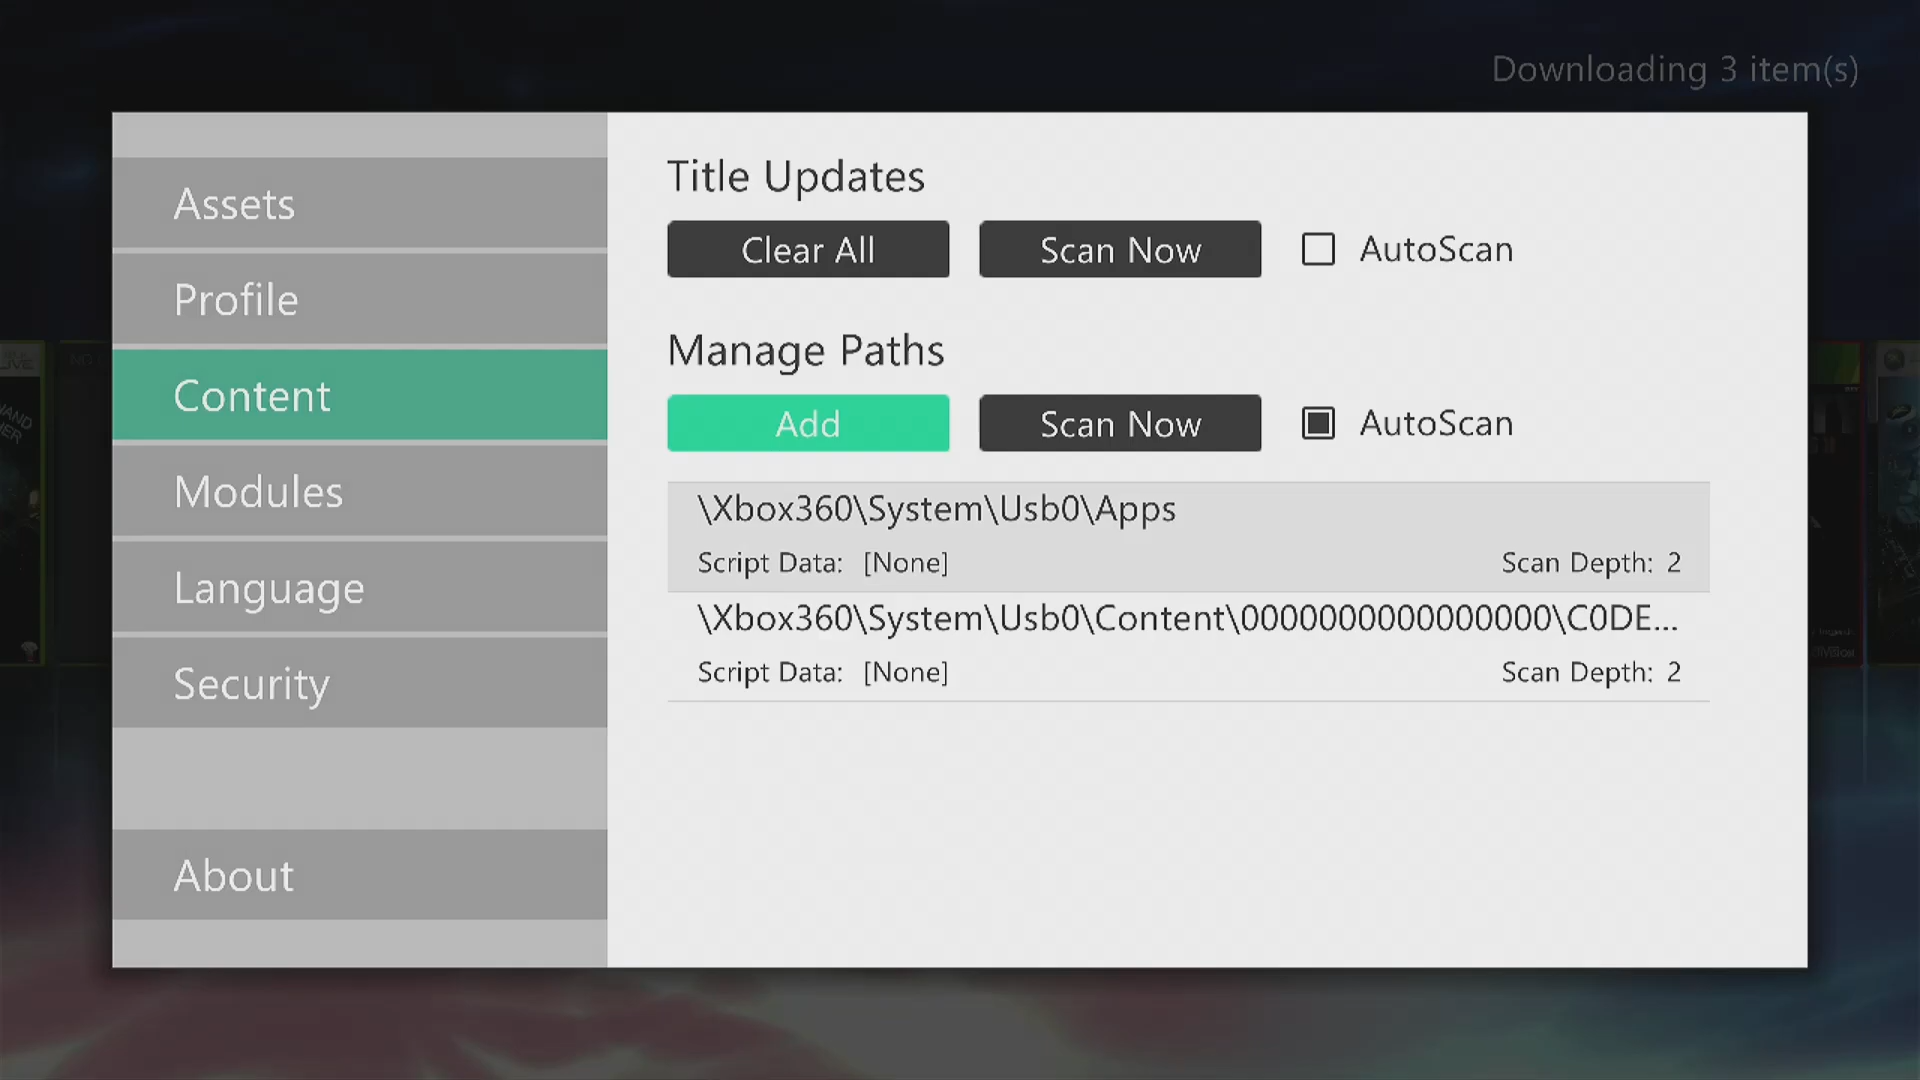 Downloading 3 item(s)
Assets
Profile
Content
Modules
Language
Security
About
Title Updates
Clear All
Scan Now
AutoScan
Manage Paths
Add
Scan Now
AutoScan
\Xbox360\System\Usb0\Apps
Script Data: [None]
Scan Depth: 2
\Xbox360\System\Usb0\Content\0000000000000000\C0DE...
Script Data: [None]
Scan Depth: 2